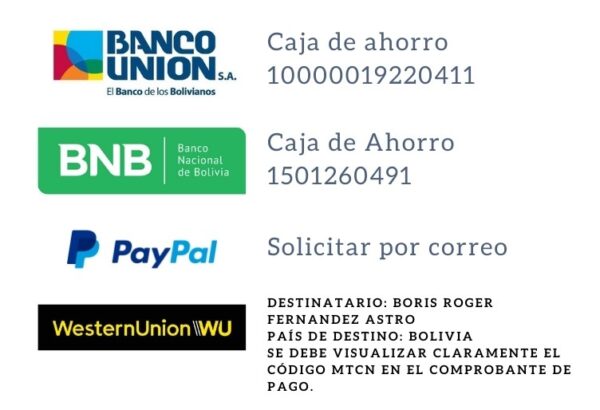 BANCO
UNION S.A.
El Banco de los Bolivianos
Caja de ahorro
10000019220411
BNB
Banco
Nacional
de Bolivia
Caja de Ahorro
1501260491
PayPal
Solicitar por correo
WesternUnion WU
DESTINATARIO: BORIS ROGER
FERNANDEZ ASTRO
PAÍS DE DESTINO: BOLIVIA
SE DEBE VISUALIZAR CLARAMENTE EL
CÓDIGO MTCN EN EL COMPROBANTE DE
PAGO.